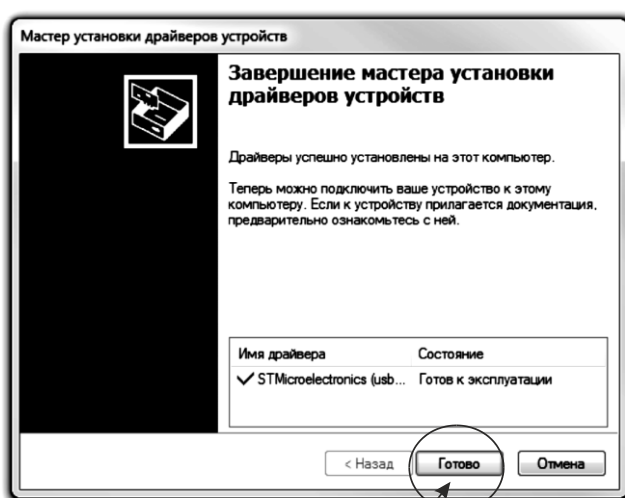 Мастер установки драйверов устройств
Завершение мастера установки
драйверов устройств
Драйверы успешно установлены на этот компьютер.
Теперь можно подключить ваше устройство к этому
компьютеру. Если к устройству прилагается документация,
предварительно ознакомьтесь с ней.
Имя драйвера Состояние
STMicroelectronics (usb... Готов к эксплуатации
< Назад Готово Отмена